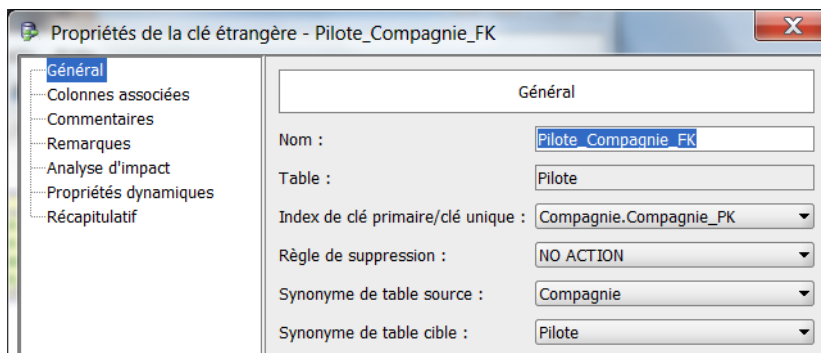 Propriétés de la clé étrangère - Pilote_Compagnie_FK
Général
Colonnes associées
Commentaires
Remarques
Analyse d'impact
Propriétés dynamiques
Récapitulatif
Général
Nom : Pilote_Compagnie_FK
Table : Pilote
Index de clé primaire/clé unique : Compagnie.Compagnie_PK
Règle de suppression : NO ACTION
Synonyme de table source : Compagnie
Synonyme de table cible : Pilote